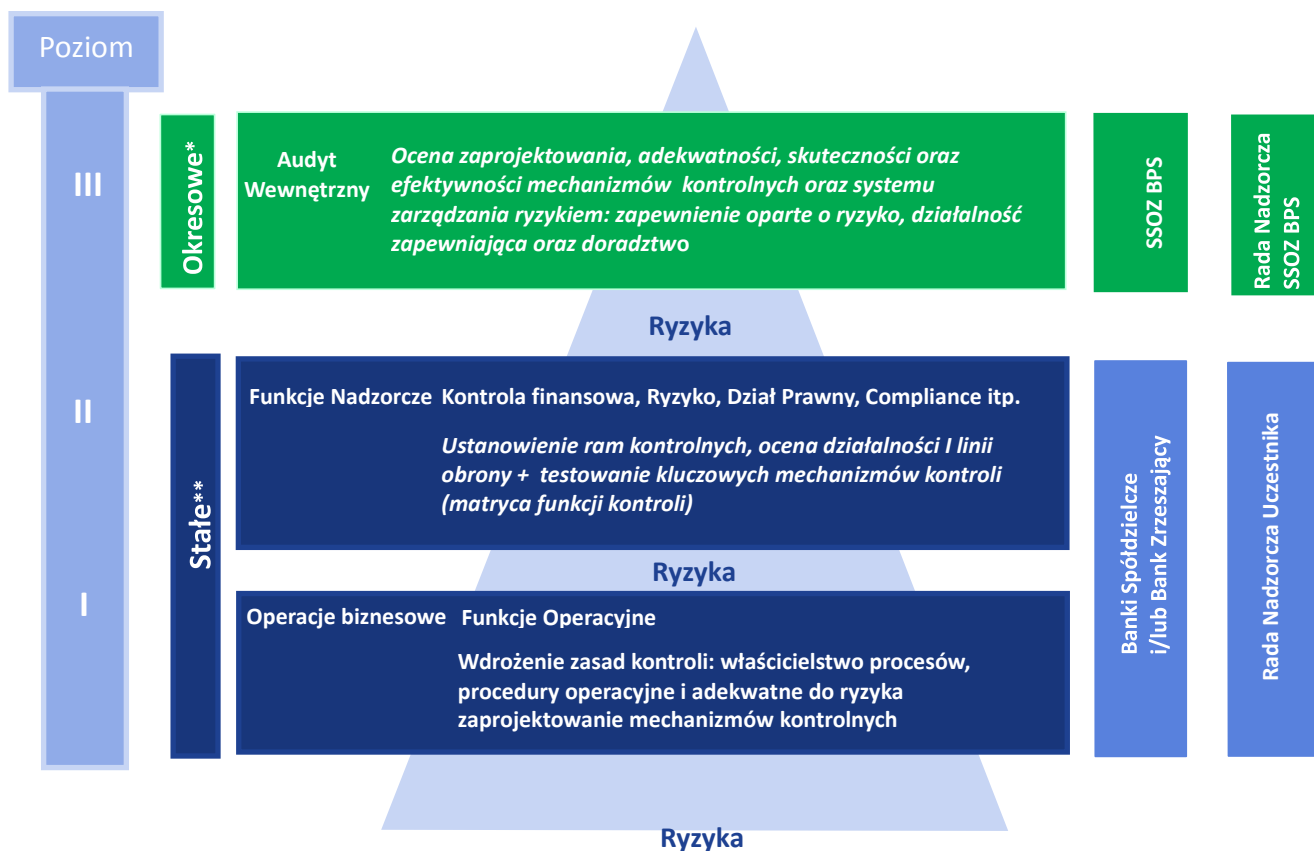 Poziom
III
Okresowe*
Audyt
Wewnętrzny
Ocena zaprojektowania, adekwatności, skuteczności oraz
efektywności mechanizmów kontrolnych oraz systemu
zarządzania ryzykiem: zapewnienie oparte o ryzyko, działalność
zapewniająca oraz doradztwo
SSOZ BPS
Rada Nadzorcza
SSOZ BPS
Ryzyka
II
Stałe**
Funkcje Nadzorcze
Kontrola finansowa, Ryzyko, Dział Prawny, Compliance itp.
Ustanowienie ram kontrolnych, ocena działalności I linii
obrony + testowanie kluczowych mechanizmów kontroli
(matryca funkcji kontroli)
Banki Spółdzielcze
i/lub Bank Zrzeszający
Rada Nadzorcza Uczestnika
Ryzyka
I
Operacje biznesowe
Funkcje Operacyjne
Wdrożenie zasad kontroli: właścicielstwo procesów,
procedury operacyjne i adekwatne do ryzyka
zaprojektowanie mechanizmów kontrolnych
Ryzyka